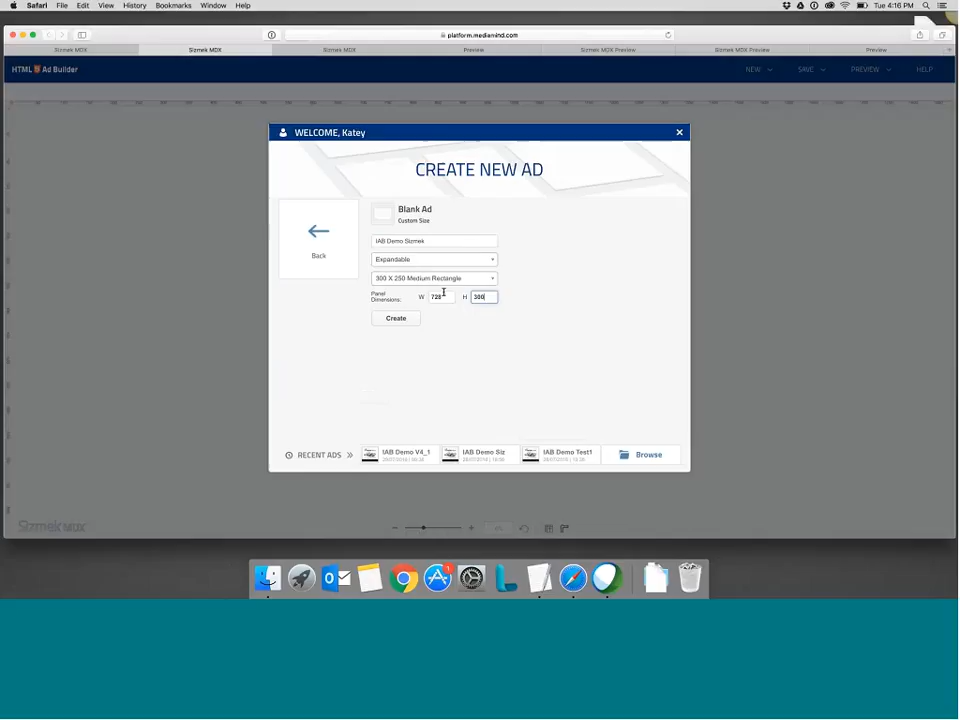 Safari File Edit View History Bookmarks Window Help Tue 4:16 PM
platform.mediamind.com
Sizmek MDX Sizmek MDX Sizmek MDX Preview Sizmek MDX Preview Sizmek MDX Preview Preview
HTML5 Ad Builder NEW SAVE PREVIEW HELP
WELCOME, Katey
CREATE NEW AD
Blank Ad
Custom Size
Back
IAB Demo Sizmek
Expandable
300 X 250 Medium Rectangle
Panel
Dimensions: W 728 H 300
Create
RECENT ADS
IAB Demo V4_1
IAB Demo Siz
IAB Demo Test1
Browse
Sizmek MDX